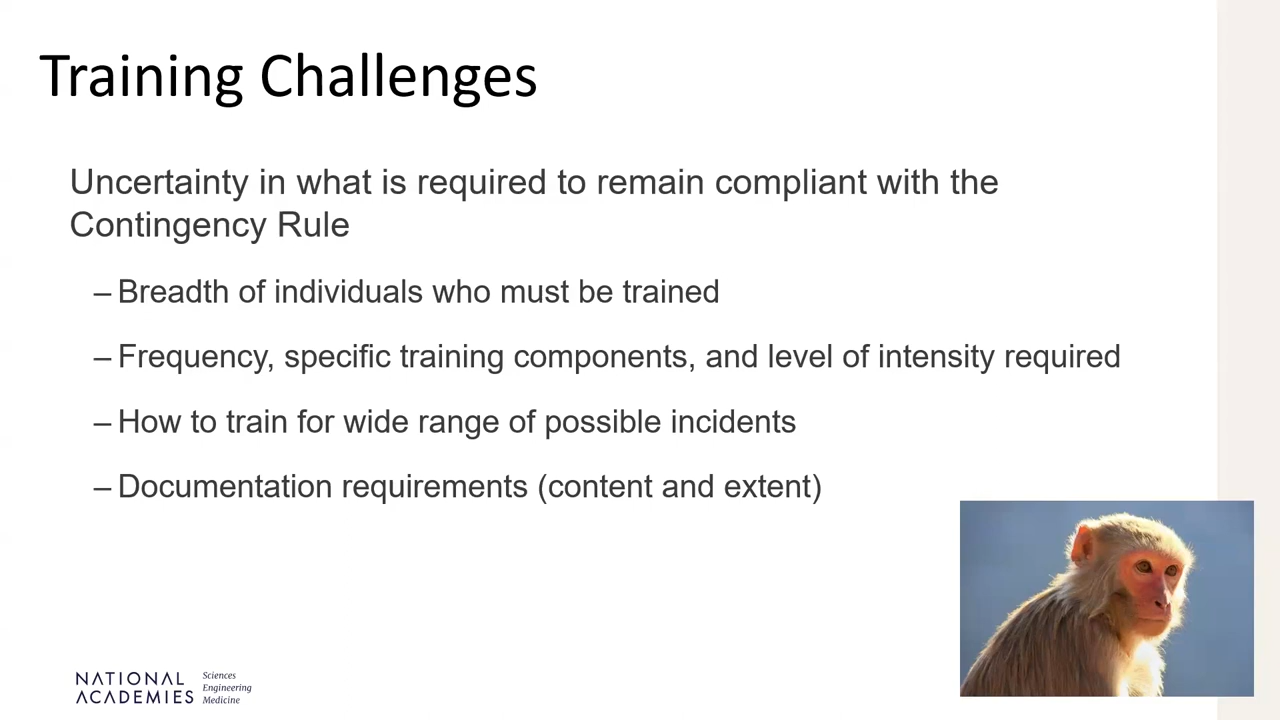 Training Challenges
Uncertainty in what is required to remain compliant with the
Contingency Rule
– Breadth of individuals who must be trained
– Frequency, specific training components, and level of intensity required
– How to train for wide range of possible incidents
– Documentation requirements (content and extent)
NATIONAL
ACADEMIES
Sciences
Engineering
Medicine